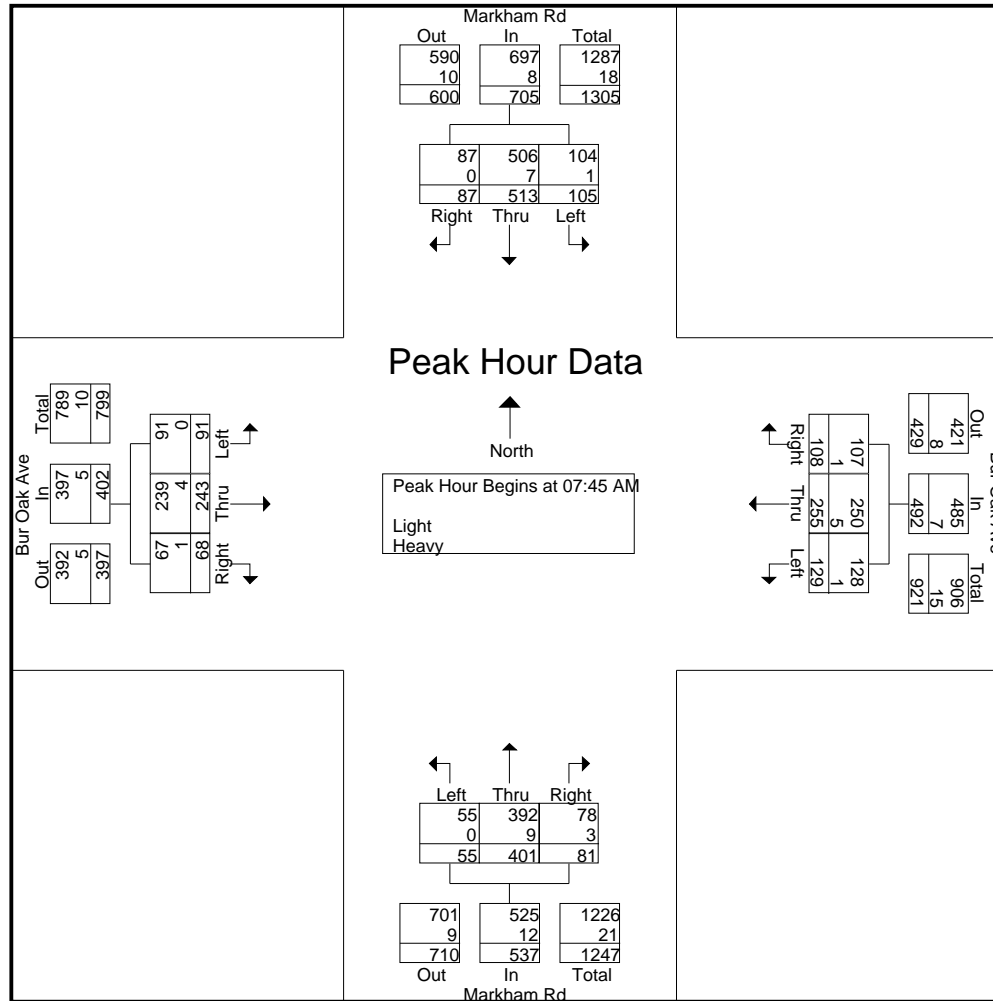 Markham Rd
Out In Total
590 697 1287
10 8 18
600 705 1305
87 506 104
0 7 1
87 513 105
Right Thru Left
Peak Hour Data
North
Peak Hour Begins at 07:45 AM
Light
Heavy
Bur Oak Ave
Out In Total
392 397 789
5 5 10
397 402 799
67 239 91
1 4 0
68 243 91
Right Thru Left
Out In Total
421 485 906
8 7 15
429 492 921
107 250 128
1 5 1
108 255 129
Right Thru Left
Left Thru Right
55 392 78
0 9 3
55 401 81
701 525 1226
9 12 21
710 537 1247
Out In Total
Markham Rd